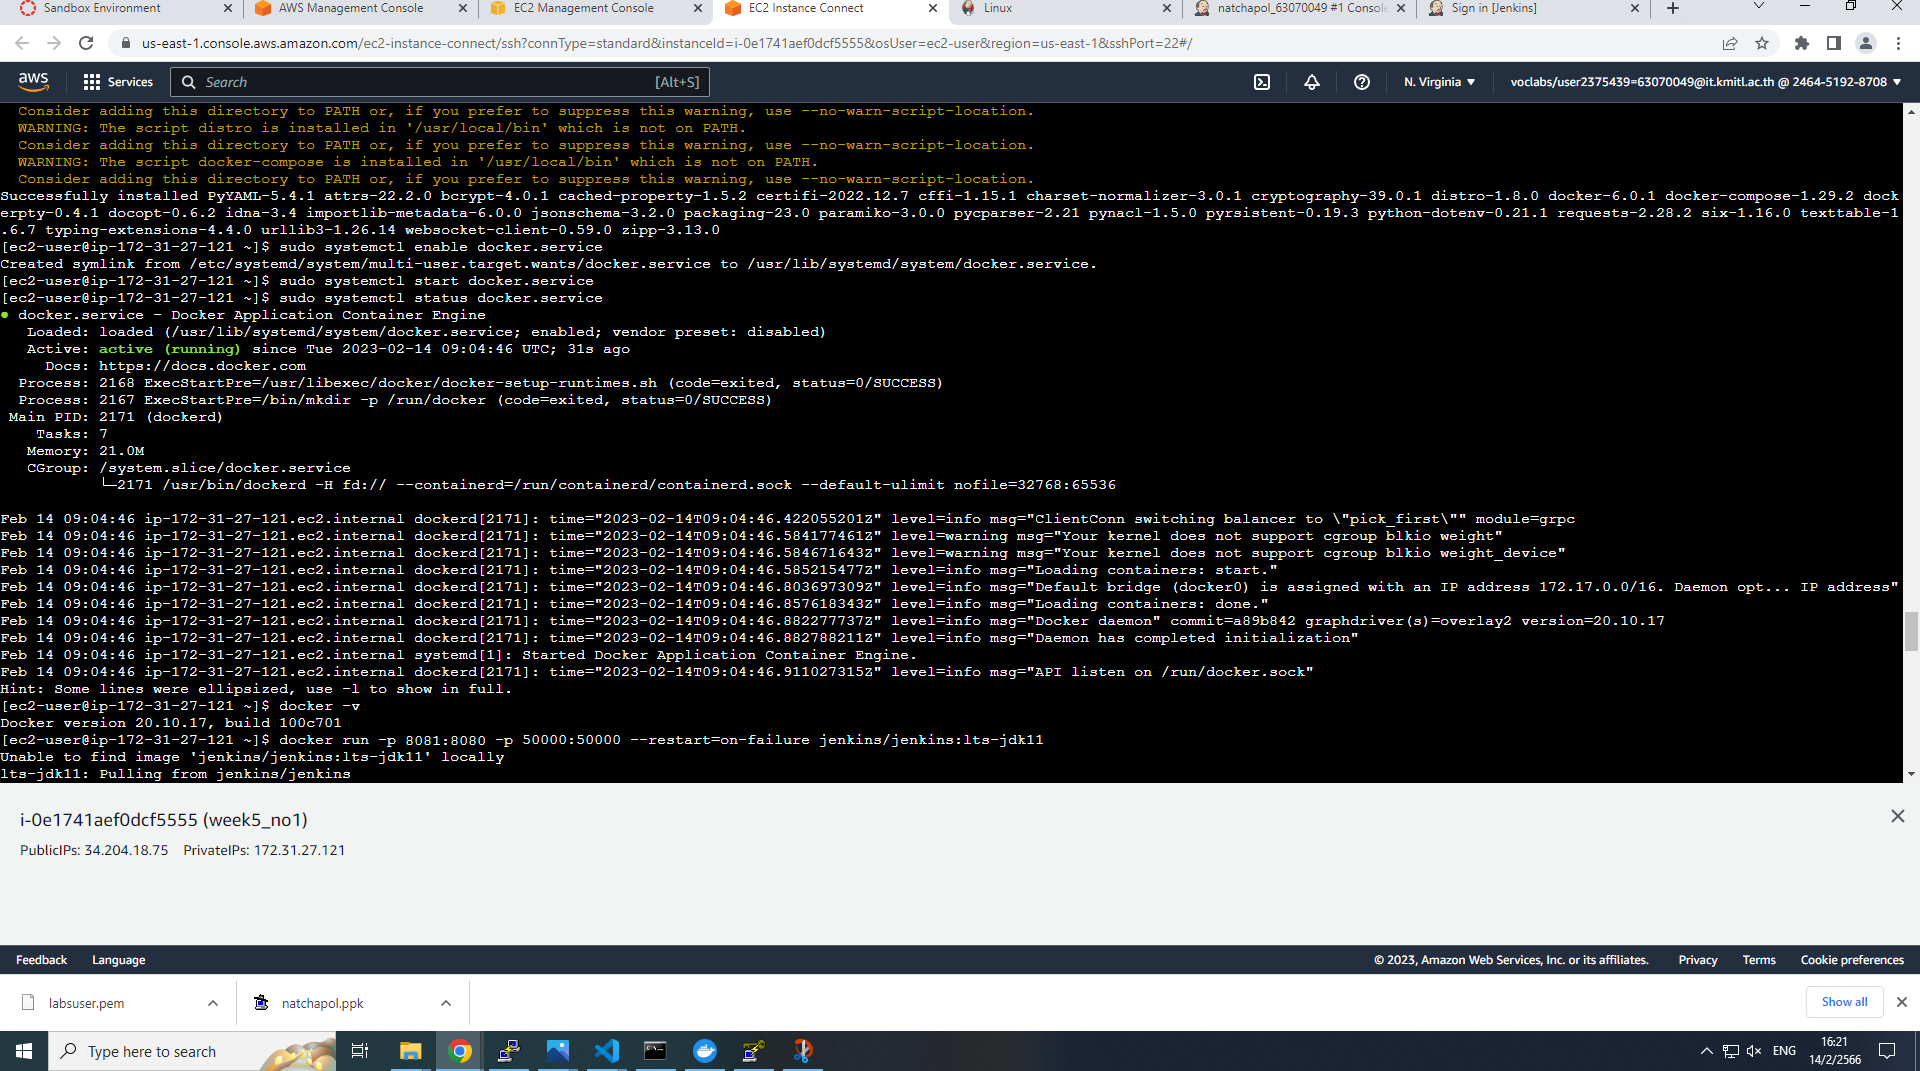 Sandbox Environment
AWS Management Console
EC2 Management Console
EC2 Instance Connect
Linux
natchapol_63070049 #1 Console
Sign in [Jenkins]
us-east-1.console.aws.amazon.com/ec2-instance-connect/ssh?connType=standard&instanceId=i-0e1741aef0dcf5555&osUser=ec2-user&region=us-east-1&sshPort=22#/
aws
Services
Search
[Alt+S]
N. Virginia
voclabs/user2375439=63070049@it.kmitl.ac.th @ 2464-5192-8708
Consider adding this directory to PATH or, if you prefer to suppress this warning, use --no-warn-script-location.
WARNING: The script distro is installed in '/usr/local/bin' which is not on PATH.
Consider adding this directory to PATH or, if you prefer to suppress this warning, use --no-warn-script-location.
WARNING: The script docker-compose is installed in '/usr/local/bin' which is not on PATH.
Consider adding this directory to PATH or, if you prefer to suppress this warning, use --no-warn-script-location.
Successfully installed PyYAML-5.4.1 attrs-22.2.0 bcrypt-4.0.1 cached-property-1.5.2 certifi-2022.12.7 cffi-1.15.1 charset-normalizer-3.0.1 cryptography-39.0.1 distro-1.8.0 docker-6.0.1 docker-compose-1.29.2 dock
erpty-0.4.1 docopt-0.6.2 idna-3.4 importlib-metadata-6.0.0 jsonschema-3.2.0 packaging-23.0 paramiko-3.0.0 pycparser-2.21 pynacl-1.5.0 pyrsistent-0.19.3 python-dotenv-0.21.1 requests-2.28.2 six-1.16.0 texttable-1
.6.7 typing-extensions-4.4.0 urllib3-1.26.14 websocket-client-0.59.0 zipp-3.13.0
[ec2-user@ip-172-31-27-121 ~]$ sudo systemctl enable docker.service
Created symlink from /etc/systemd/system/multi-user.target.wants/docker.service to /usr/lib/systemd/system/docker.service.
[ec2-user@ip-172-31-27-121 ~]$ sudo systemctl start docker.service
[ec2-user@ip-172-31-27-121 ~]$ sudo systemctl status docker.service
● docker.service - Docker Application Container Engine
Loaded: loaded (/usr/lib/systemd/system/docker.service; enabled; vendor preset: disabled)
Active: active (running) since Tue 2023-02-14 09:04:46 UTC; 31s ago
Docs: https://docs.docker.com
Process: 2168 ExecStartPre=/usr/libexec/docker/docker-setup-runtimes.sh (code=exited, status=0/SUCCESS)
Process: 2167 ExecStartPre=/bin/mkdir -p /run/docker (code=exited, status=0/SUCCESS)
Main PID: 2171 (dockerd)
Tasks: 7
Memory: 21.0M
CGroup: /system.slice/docker.service
└─2171 /usr/bin/dockerd -H fd:// --containerd=/run/containerd/containerd.sock --default-ulimit nofile=32768:65536
Feb 14 09:04:46 ip-172-31-27-121.ec2.internal dockerd[2171]: time="2023-02-14T09:04:46.422055201Z" level=info msg="ClientConn switching balancer to \"pick_first\"" module=grpc
Feb 14 09:04:46 ip-172-31-27-121.ec2.internal dockerd[2171]: time="2023-02-14T09:04:46.584177461Z" level=warning msg="Your kernel does not support cgroup blkio weight"
Feb 14 09:04:46 ip-172-31-27-121.ec2.internal dockerd[2171]: time="2023-02-14T09:04:46.584671643Z" level=warning msg="Your kernel does not support cgroup blkio weight_device"
Feb 14 09:04:46 ip-172-31-27-121.ec2.internal dockerd[2171]: time="2023-02-14T09:04:46.585215477Z" level=info msg="Loading containers: start."
Feb 14 09:04:46 ip-172-31-27-121.ec2.internal dockerd[2171]: time="2023-02-14T09:04:46.803697309Z" level=info msg="Default bridge (docker0) is assigned with an IP address 172.17.0.0/16. Daemon opt... IP address"
Feb 14 09:04:46 ip-172-31-27-121.ec2.internal dockerd[2171]: time="2023-02-14T09:04:46.857618343Z" level=info msg="Loading containers: done."
Feb 14 09:04:46 ip-172-31-27-121.ec2.internal dockerd[2171]: time="2023-02-14T09:04:46.882277737Z" level=info msg="Docker daemon" commit=a89b842 graphdriver(s)=overlay2 version=20.10.17
Feb 14 09:04:46 ip-172-31-27-121.ec2.internal dockerd[2171]: time="2023-02-14T09:04:46.882788211Z" level=info msg="Daemon has completed initialization"
Feb 14 09:04:46 ip-172-31-27-121.ec2.internal systemd[1]: Started Docker Application Container Engine.
Feb 14 09:04:46 ip-172-31-27-121.ec2.internal dockerd[2171]: time="2023-02-14T09:04:46.911027315Z" level=info msg="API listen on /run/docker.sock"
Hint: Some lines were ellipsized, use -l to show in full.
[ec2-user@ip-172-31-27-121 ~]$ docker -v
Docker version 20.10.17, build 100c701
[ec2-user@ip-172-31-27-121 ~]$ docker run -p 8081:8080 -p 50000:50000 --restart=on-failure jenkins/jenkins:lts-jdk11
Unable to find image 'jenkins/jenkins:lts-jdk11' locally
lts-jdk11: Pulling from jenkins/jenkins
i-0e1741aef0dcf5555 (week5_no1)
PublicIPs: 34.204.18.75 PrivateIPs: 172.31.27.121
Feedback
Language
© 2023, Amazon Web Services, Inc. or its affiliates.
Privacy
Terms
Cookie preferences
labsuser.pem
natchapol.ppk
Show all
Type here to search
ENG
16:21
14/2/2566